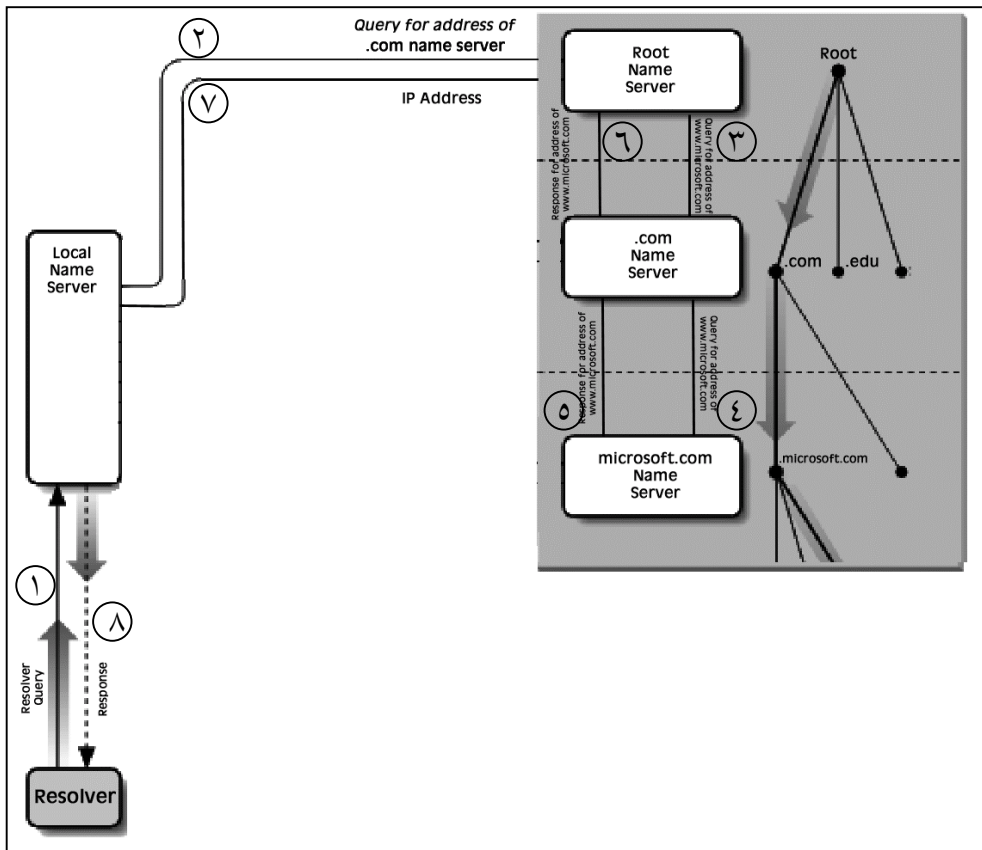 ٢
Query for address of
.com name server
٧
IP Address
Root
Name
Server
Root
Response for address of
www.microsoft.com
٦
Query for address of
www.microsoft.com
٣
Local
Name
Server
.com
Name
Server
.com
.edu
Response for address of
www.microsoft.com
Query for address of
www.microsoft.com
٥
٤
microsoft.com
Name
Server
.microsoft.com
١
٨
Resolver
Query
Response
Resolver